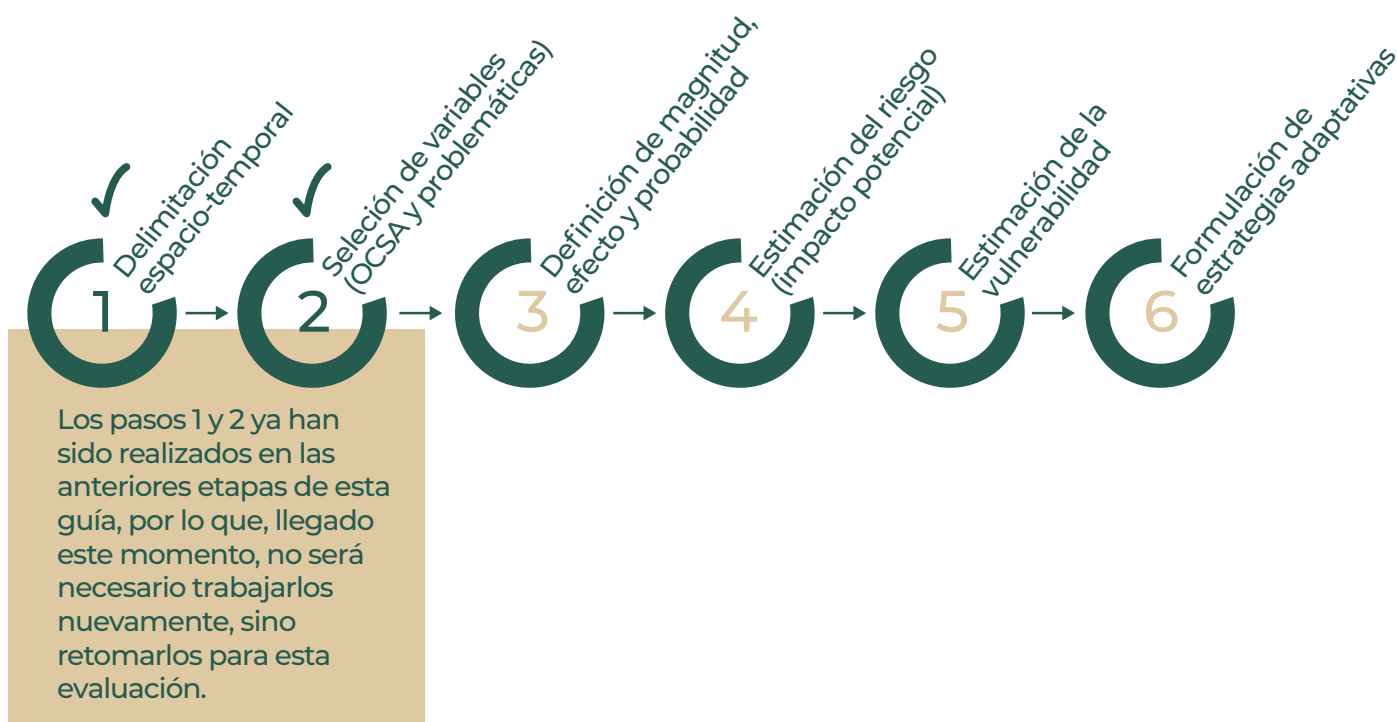 1
Delimitación
espacio-temporal
2
Seleción de variables
(OCSA y problemáticas)
3
Definición de magnitud,
efecto y probabilidad
4
Estimación del riesgo
(impacto potencial)
5
Estimación de la
vulnerabilidad
6
Formulación de
estrategias adaptativas
Los pasos 1 y 2 ya han
sido realizados en las
anteriores etapas de esta
guía, por lo que, llegado
este momento, no será
necesario trabajarlos
nuevamente, sino
retomarlos para esta
evaluación.